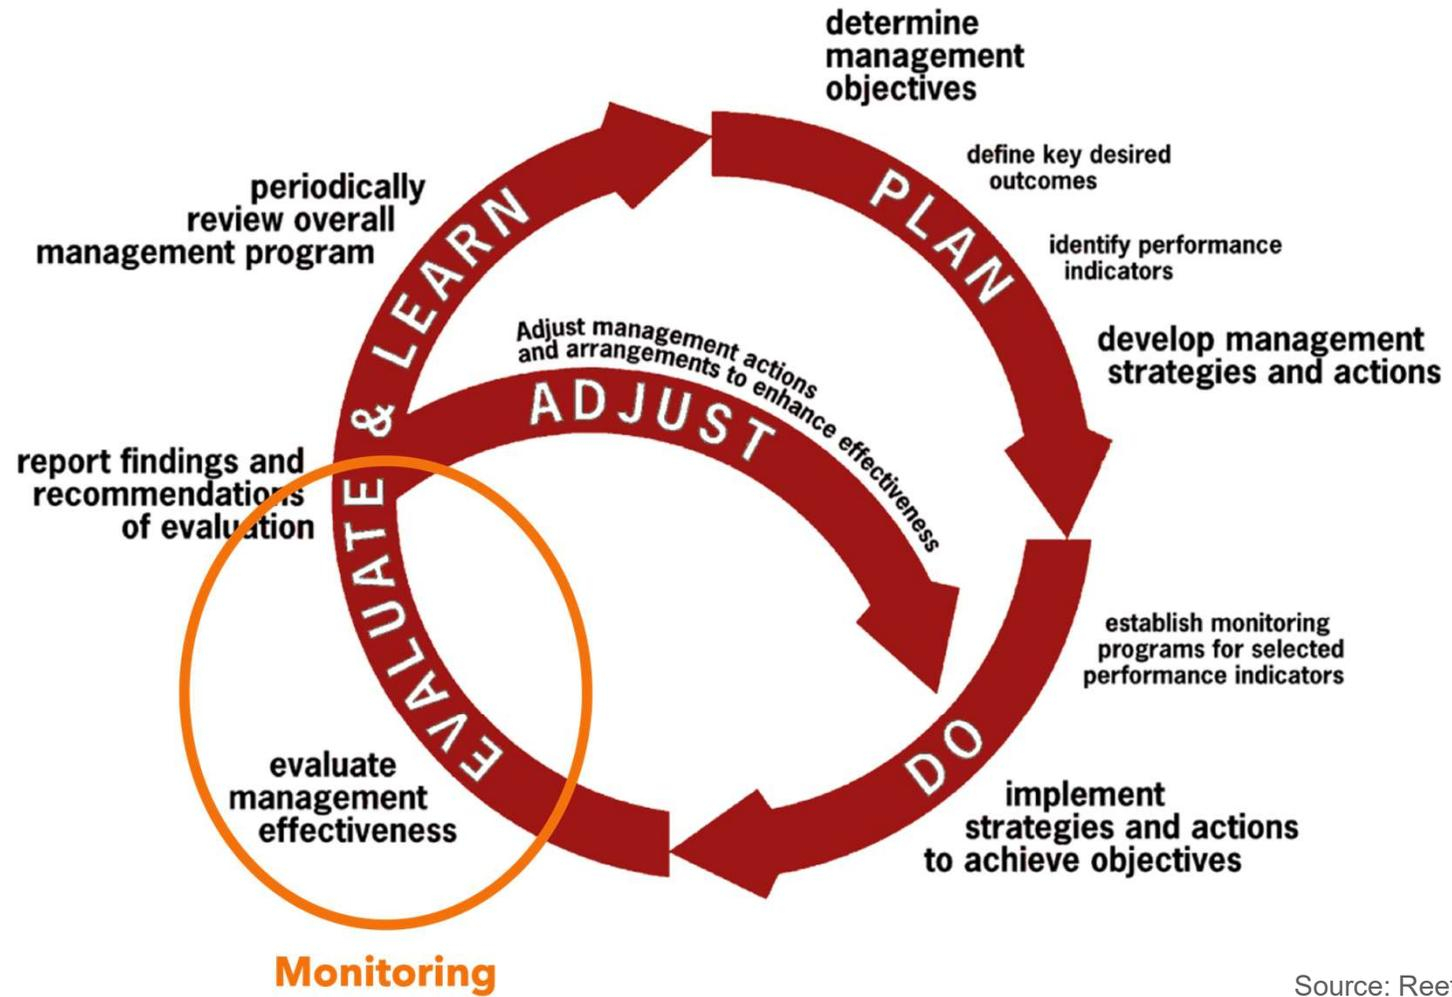 determine
management
objectives
define key desired
outcomes
PLAN
identify performance
indicators
develop management
strategies and actions
establish monitoring
programs for selected
performance indicators
DO
implement
strategies and actions
to achieve objectives
evaluate
management
effectiveness
EVALUATE & LEARN
report findings and
recommendations
of evaluation
periodically
review overall
management program
Adjust management actions
and arrangements to enhance effectiveness
ADJUST
Monitoring
Source: